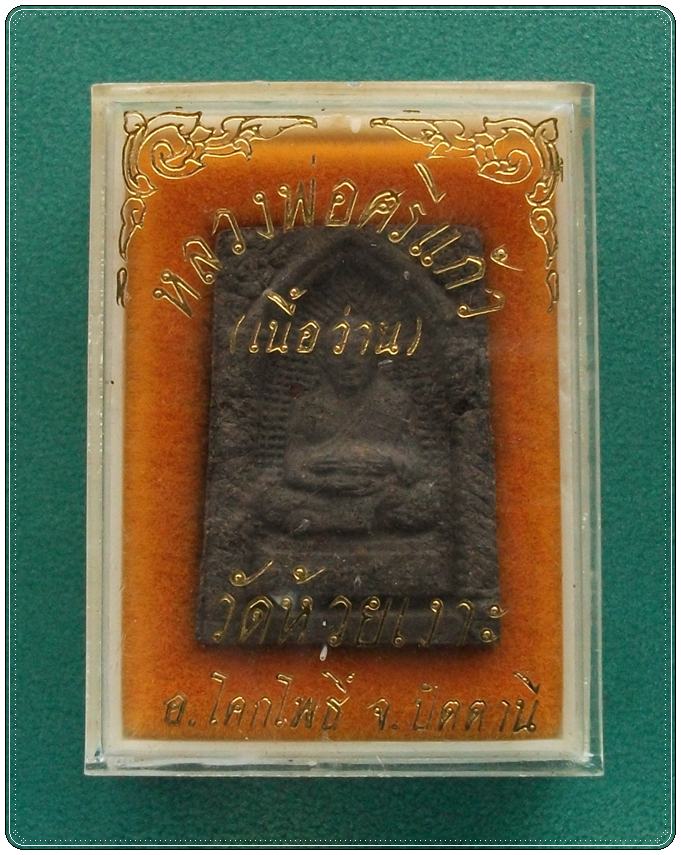 หลวงพ่อศรีแก้ว
(เนื้อว่าน)
วัดห้วยเงาะ
อ.โคกโพธิ์ จ.ปัตตานี